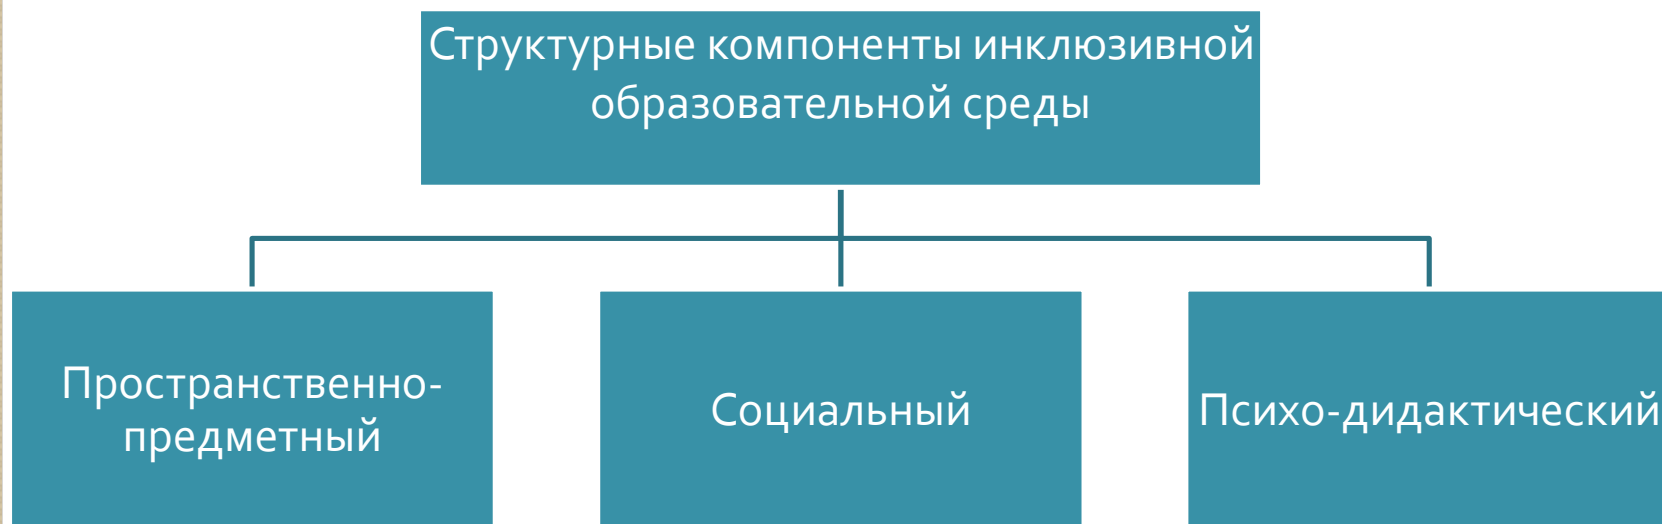 Структурные компоненты инклюзивной
образовательной среды
Пространственно-
предметный
Социальный
Психо-дидактический